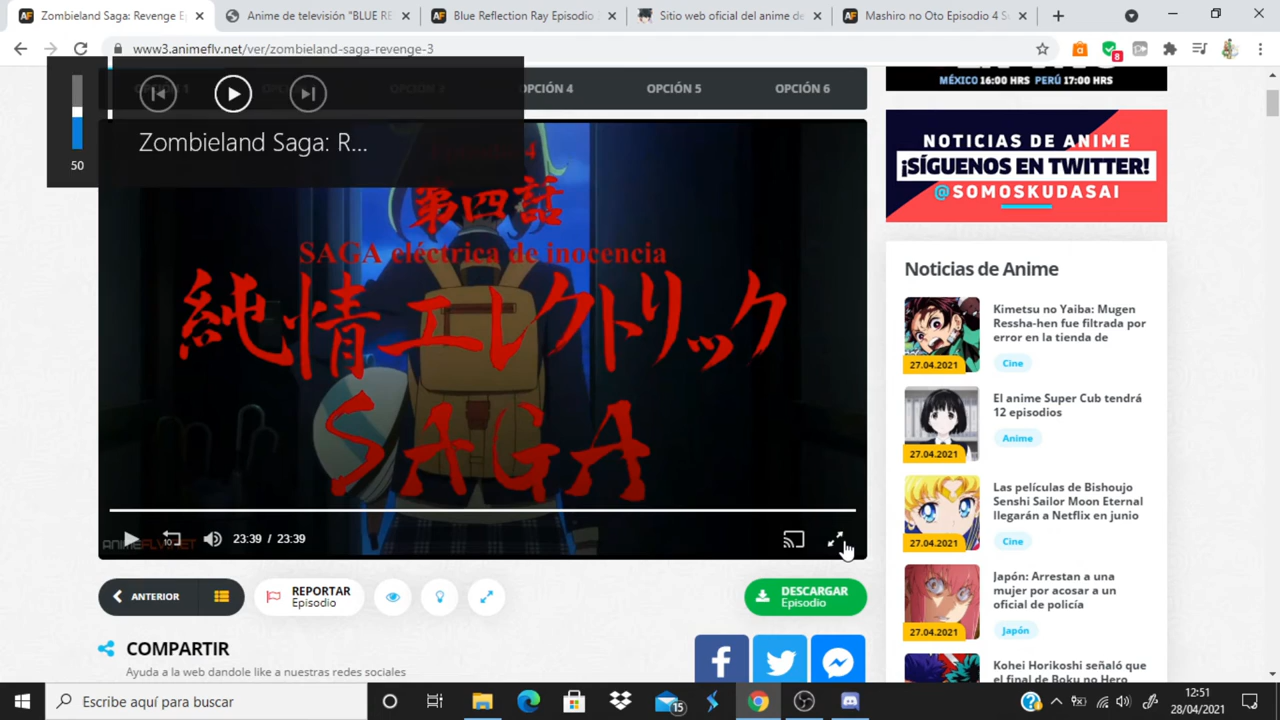 Zombieland Saga: Revenge E
Anime de televisión "BLUE RE
Blue Reflection Ray Episodio
Sitio web oficial del anime de
Mashiro no Oto Episodio 4 Su
www3.animeflv.net/ver/zombieland-saga-revenge-3
8
OPCIÓN 4
OPCIÓN 5
OPCIÓN 6
50
Zombieland Saga: R...
第四話
SAGA eléctrica de inocencia
純情エレクトリック
SAGA
10
23:39 / 23:39
ANIMEFLV.NET
ANTERIOR
REPORTAR
Episodio
DESCARGAR
Episodio
COMPARTIR
Ayuda a la web dandole like a nuestras redes sociales
MÉXICO 16:00 HRS PERÚ 17:00 HRS
NOTICIAS DE ANIME
¡SÍGUENOS EN TWITTER!
@SOMOSKUDASAI
Noticias de Anime
Kimetsu no Yaiba: Mugen
Ressha-hen fue filtrada por
error en la tienda de
27.04.2021
Cine
El anime Super Cub tendrá
12 episodios
Anime
27.04.2021
Las películas de Bishoujo
Senshi Sailor Moon Eternal
llegarán a Netflix en junio
27.04.2021
Cine
Japón: Arrestan a una
mujer por acosar a un
oficial de policía
27.04.2021
Japón
Kohei Horikoshi señaló que
el final de Boku no Hero
Escribe aquí para buscar
15
12:51
28/04/2021